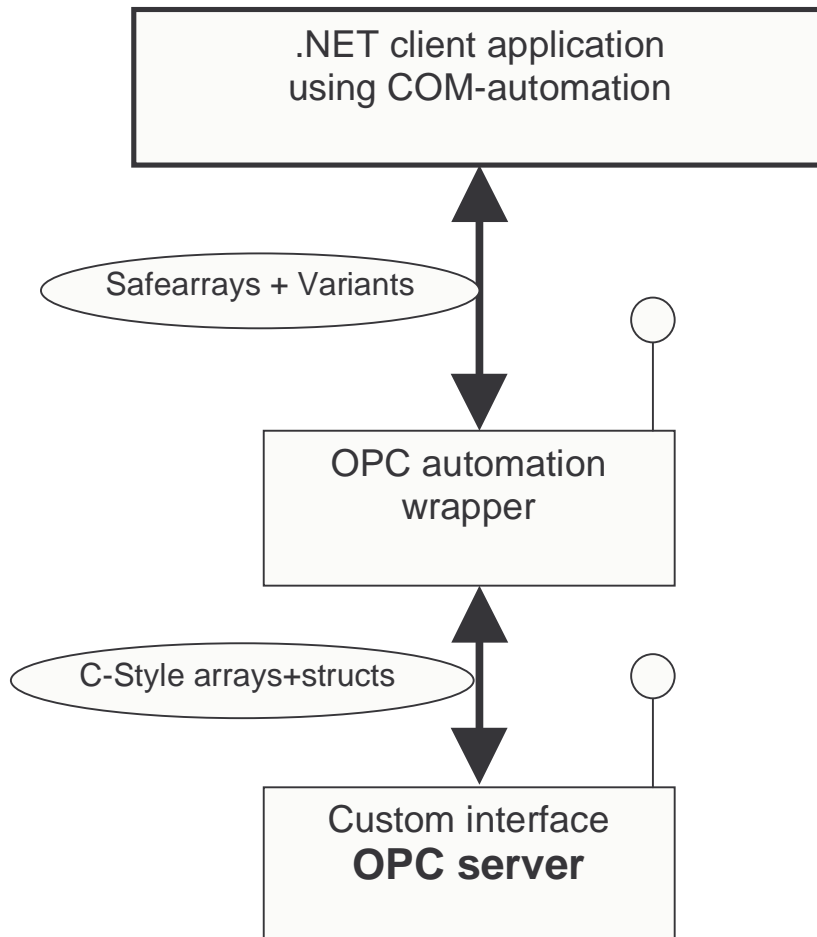 .NET client application
using COM-automation
Safearrays + Variants
OPC automation
wrapper
C-Style arrays+structs
Custom interface
OPC server